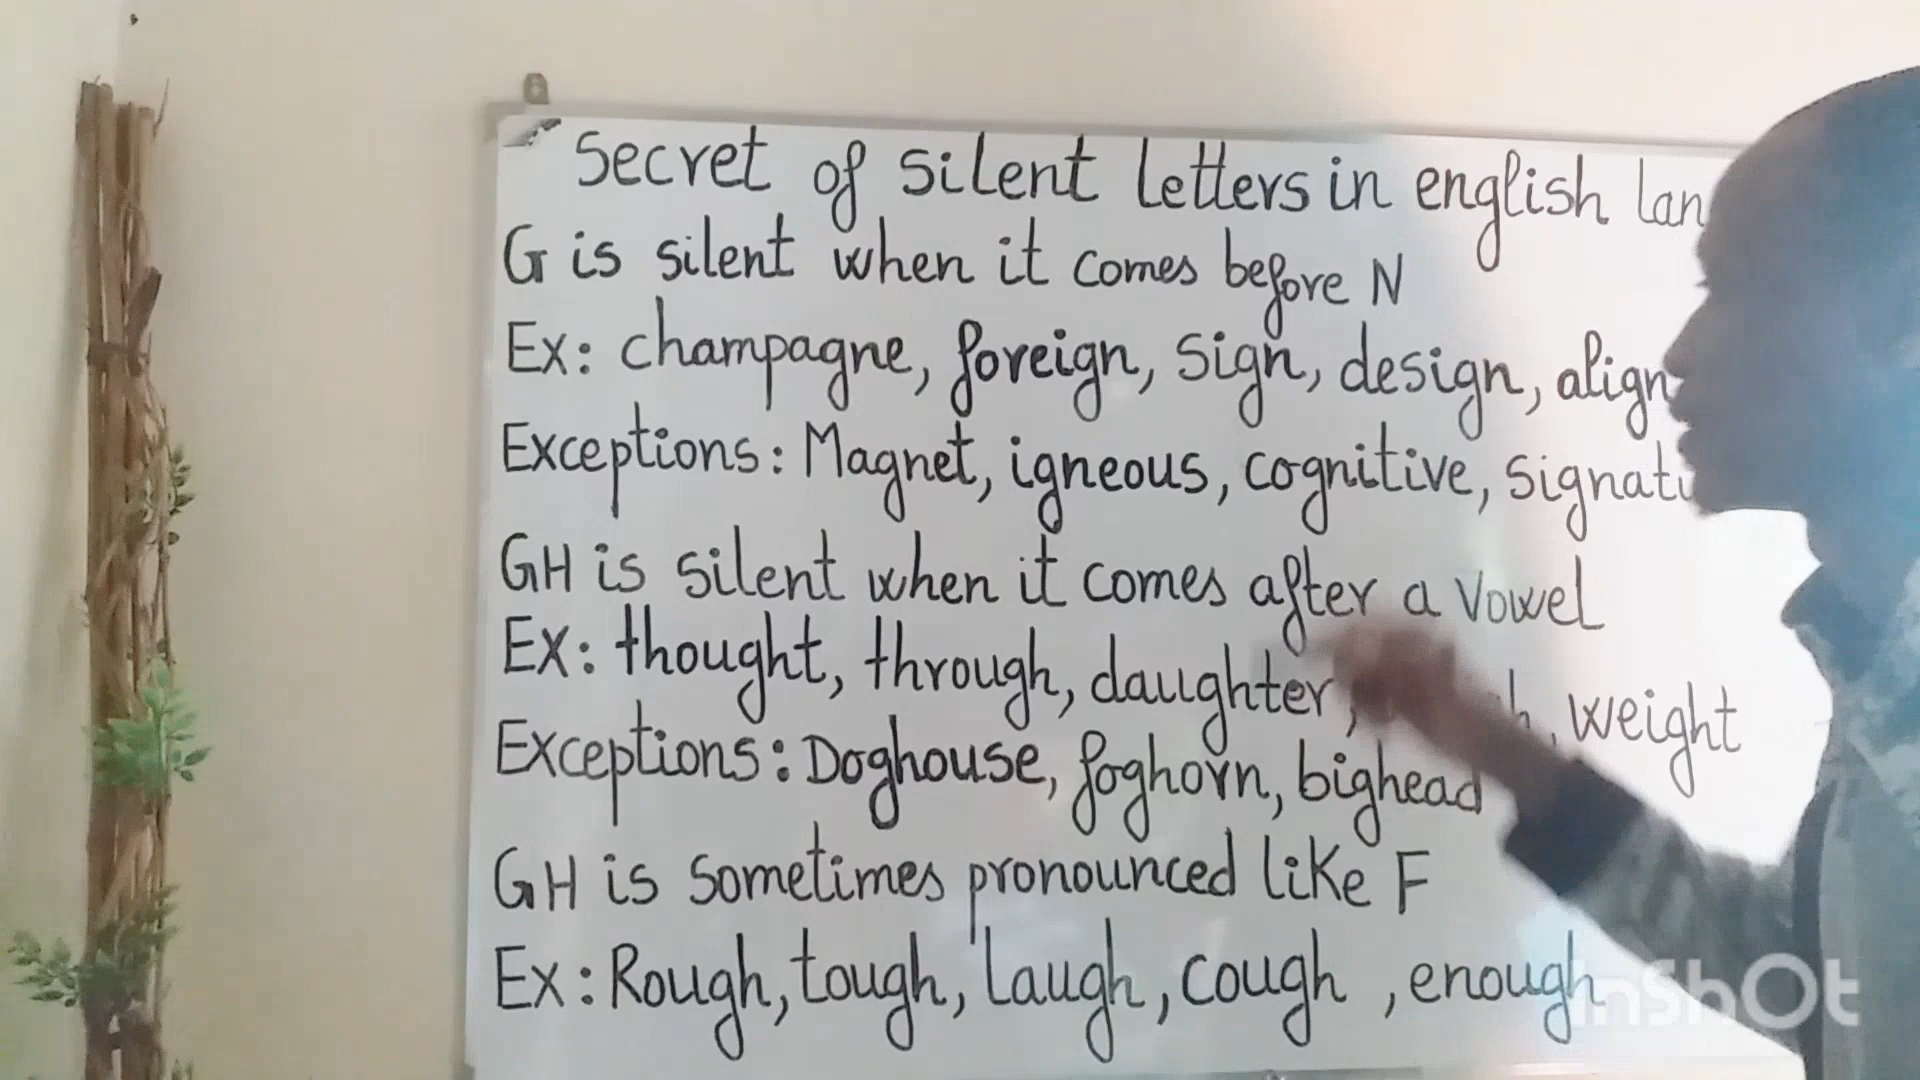 Secret of silent letters in english lan
G is silent when it comes before N
Ex: champagne, foreign, sign, design, align
Exceptions: Magnet, igneous, cognitive, signatu
GH is silent when it comes after a vowel
Ex: thought, through, daughter, weight
Exceptions: Doghouse, foghorn, bighead
GH is sometimes pronounced like F
Ex: Rough, tough, laugh, cough, enough
InShOt